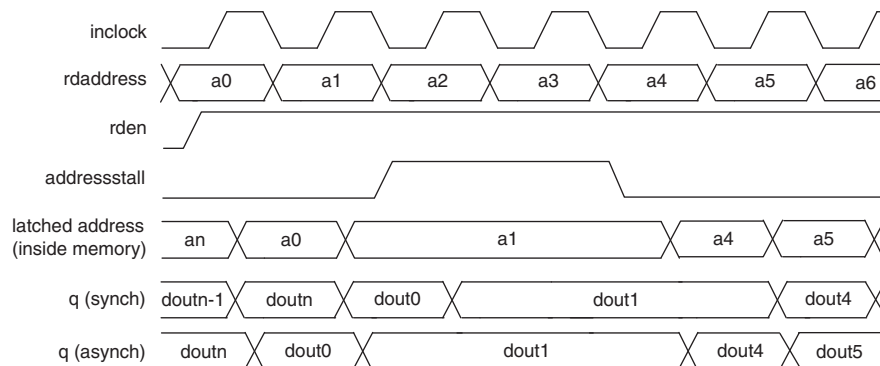 inclock
rdaddress a0 a1 a2 a3 a4 a5 a6
rden
addressstall
latched address
(inside memory) an a0 a1 a4 a5
q (synch) doutn-1 doutn dout0 dout1 dout4
q (asynch) doutn dout0 dout1 dout4 dout5